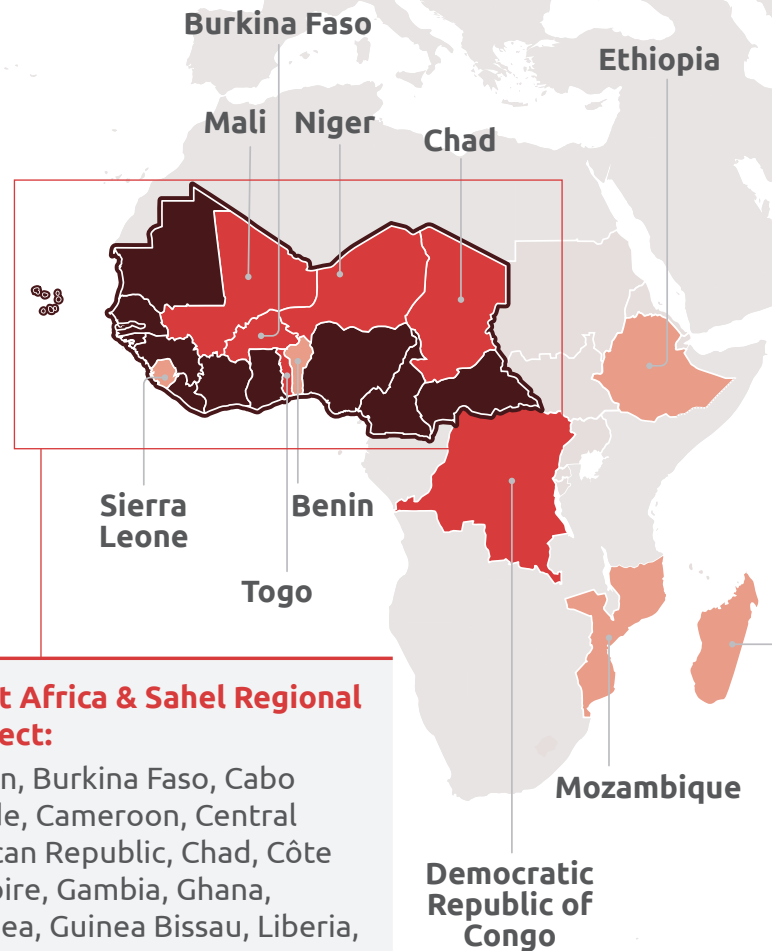 Burkina Faso
Ethiopia
Mali
Niger
Chad
Sierra
Leone
Benin
Togo
Mozambique
Democratic
Republic of
Congo
t Africa & Sahel Regional
ect:
n, Burkina Faso, Cabo
le, Cameroon, Central
can Republic, Chad, Côte
oire, Gambia, Ghana,
ea, Guinea Bissau, Liberia,